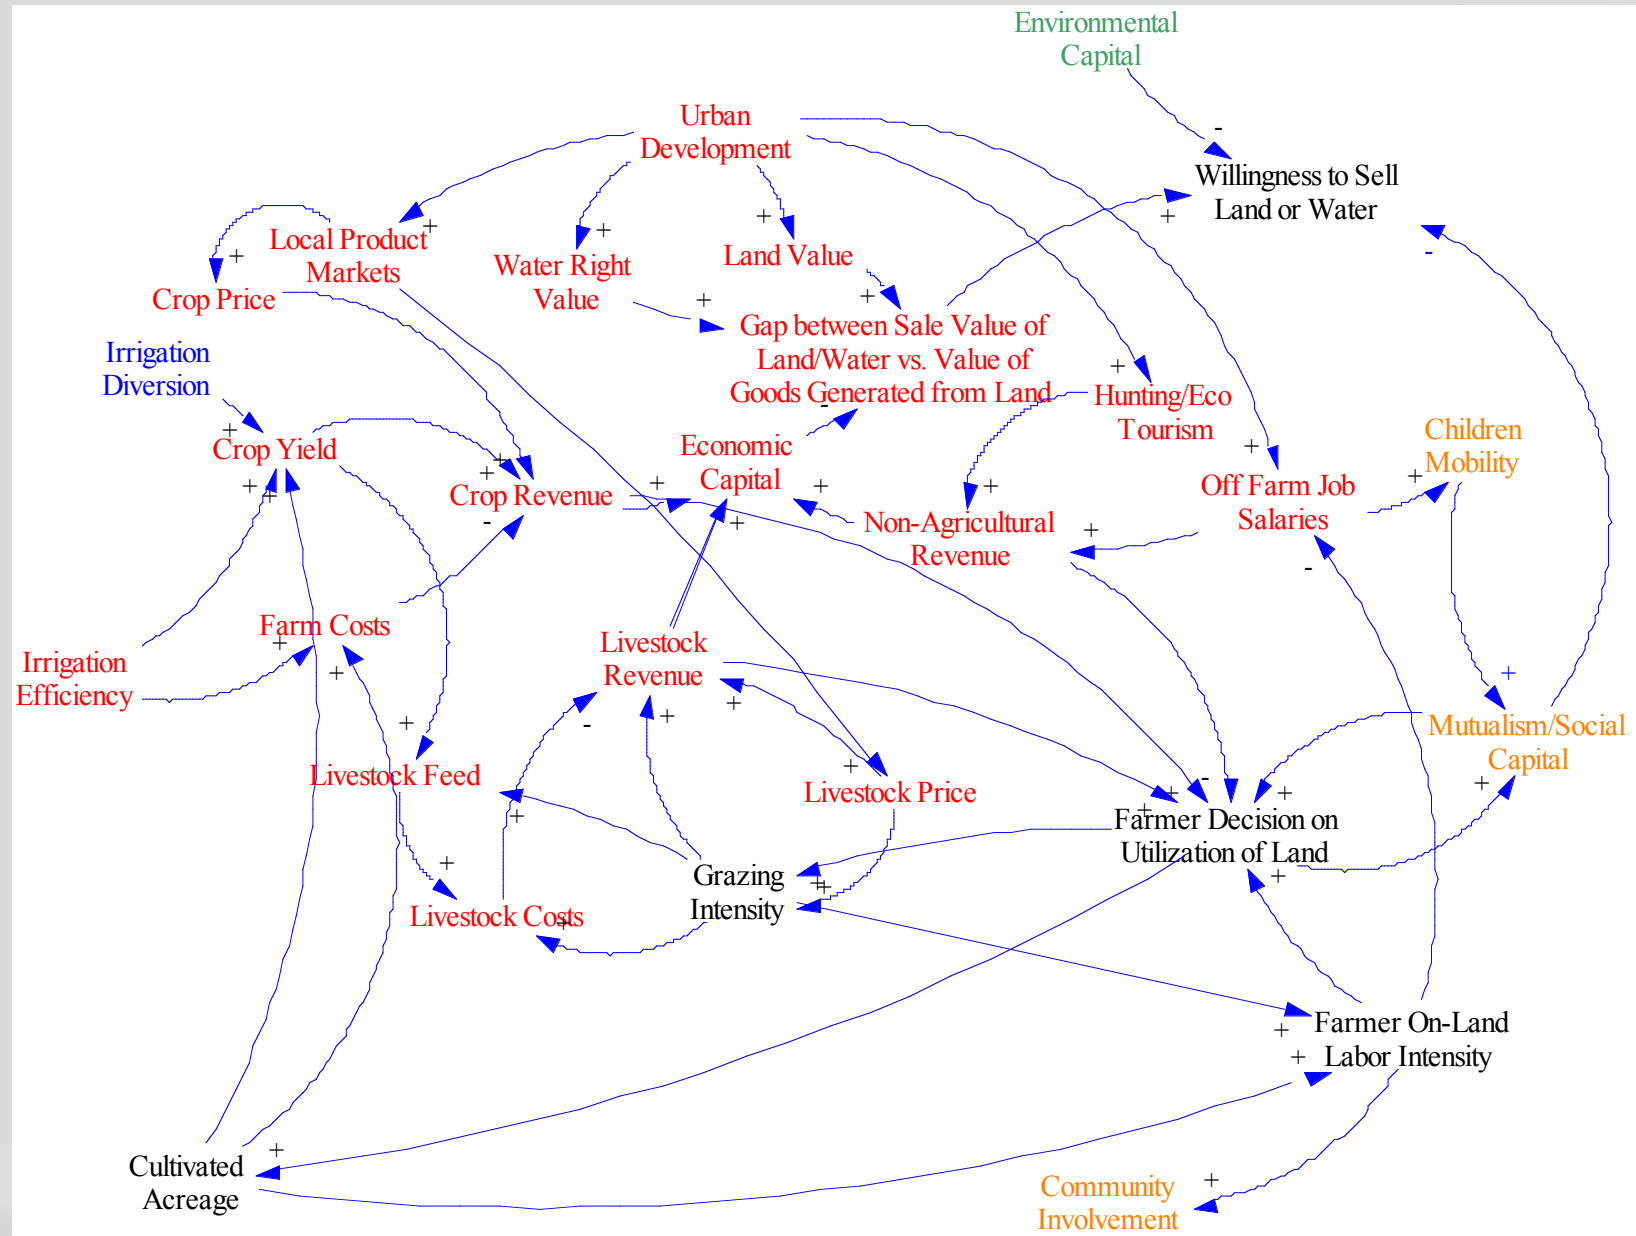 Environmental
Capital
Urban
Development
Willingness to Sell
Land or Water
Local Product
Markets
Water Right
Value
Land Value
Crop Price
Gap between Sale Value of
Land/Water vs. Value of
Goods Generated from Land
Irrigation
Diversion
Hunting/Eco
Tourism
Crop Yield
Economic
Capital
Children
Mobility
Crop Revenue
Off Farm Job
Salaries
Non-Agricultural
Revenue
Farm Costs
Livestock
Revenue
Irrigation
Efficiency
Mutualism/Social
Capital
Livestock Feed
Livestock Price
Farmer Decision on
Utilization of Land
Grazing
Intensity
Livestock Costs
Farmer On-Land
Labor Intensity
Cultivated
Acreage
Community
Involvement